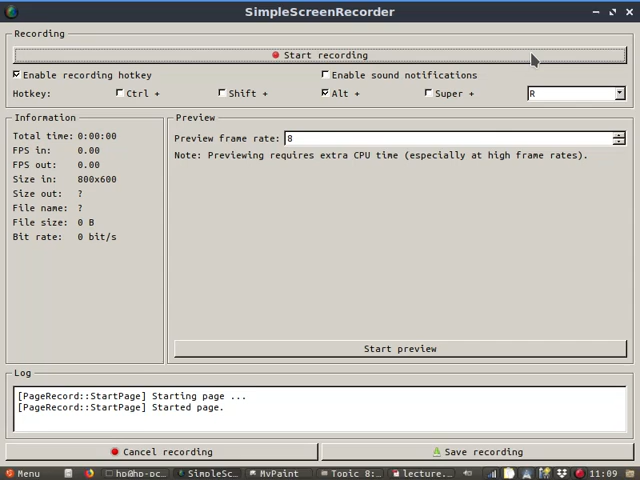 SimpleScreenRecorder
Recording
Start recording
Enable recording hotkey
Enable sound notifications
Hotkey: Ctrl + Shift + Alt + Super + R
Information
Total time: 0:00:00
FPS in: 0.00
FPS out: 0.00
Size in: 800x600
Size out: ?
File name: ?
File size: 0 B
Bit rate: 0 bit/s
Preview
Preview frame rate: 8
Note: Previewing requires extra CPU time (especially at high frame rates).
Start preview
Log
[PageRecord::StartPage] Starting page ...
[PageRecord::StartPage] Started page.
Cancel recording
Save recording
Menu hp@hp-pc... SimpleSc... MyPaint Topic 8:... lecture... 11:09